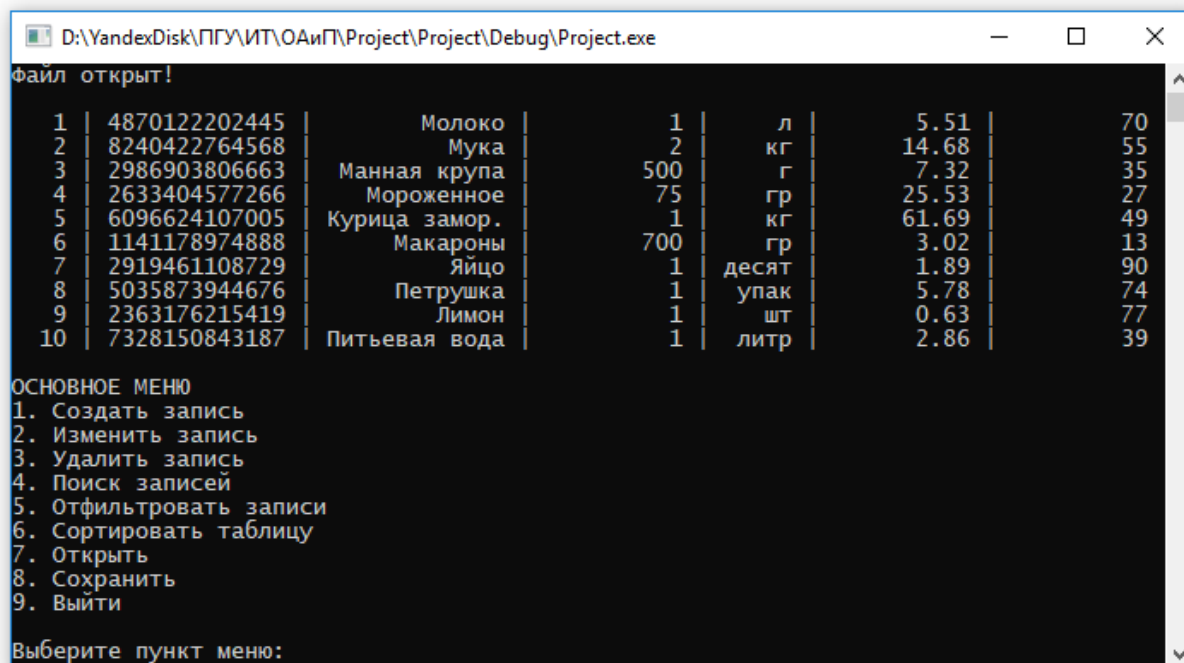 D:\YandexDisk\ПГУ\ИТ\ОАиП\Project\Project\Debug\Project.exe
Файл открыт!
1 | 4870122202445 | Молоко | 1 | л | 5.51 | 70
2 | 8240422764568 | Мука | 2 | кг | 14.68 | 55
3 | 2986903806663 | Манная крупа | 500 | г | 7.32 | 35
4 | 2633404577266 | Мороженное | 75 | гр | 25.53 | 27
5 | 6096624107005 | Курица замор. | 1 | кг | 61.69 | 49
6 | 1141178974888 | Макароны | 700 | гр | 3.02 | 13
7 | 2919461108729 | Яйцо | 1 | десят | 1.89 | 90
8 | 5035873944676 | Петрушка | 1 | упак | 5.78 | 74
9 | 2363176215419 | Лимон | 1 | шт | 0.63 | 77
10 | 7328150843187 | Питьевая вода | 1 | литр | 2.86 | 39
ОСНОВНОЕ МЕНЮ
1. Создать запись
2. Изменить запись
3. Удалить запись
4. Поиск записей
5. Отфильтровать записи
6. Сортировать таблицу
7. Открыть
8. Сохранить
9. Выйти
Выберите пункт меню: